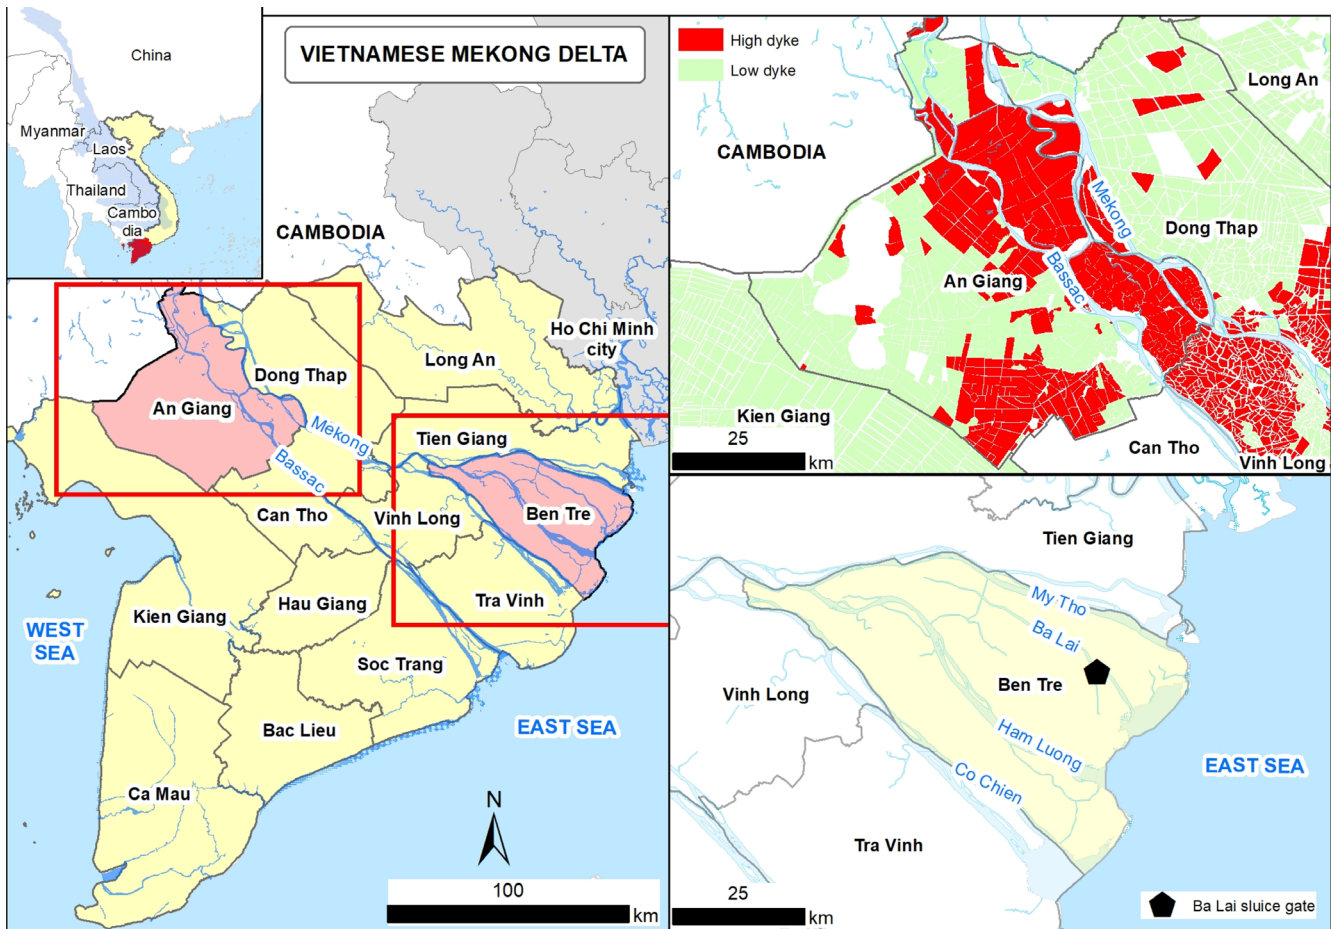 China
Myanmar
Laos
Thailand
Cambo
dia
VIETNAMESE MEKONG DELTA
CAMBODIA
Ho Chi Minh
city
Long An
Dong Thap
An Giang
Mekong
Tien Giang
Bassac
Ben Tre
Can Tho
Vinh Long
Hau Giang
Tra Vinh
Kien Giang
WEST
SEA
Soc Trang
Bac Lieu
EAST SEA
Ca Mau
N
100
km
High dyke
Low dyke
Long An
CAMBODIA
Mekong
Dong Thap
An Giang
Bassac
Kien Giang
25
km
Can Tho
Vinh Long
Tien Giang
My Tho
Ba Lai
Ben Tre
Vinh Long
Ham Luong
Co Chien
EAST SEA
Tra Vinh
25
km
Ba Lai sluice gate